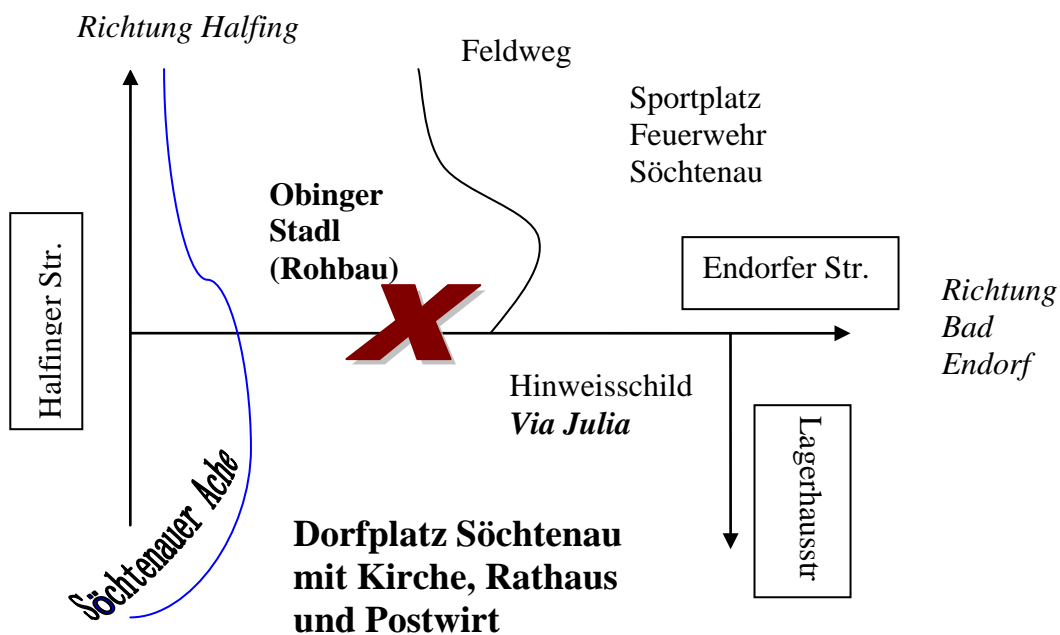 Richtung Halfing
Feldweg
Sportplatz
Feuerwehr
Söchtenau
Obinger
Stadl
(Rohbau)
X
Halfinger Str.
Endorfer Str.
Richtung
Bad
Endorf
Hinweisschild
Via Julia
Lagerhausstr
Söchtenauer Ache
Dorfplatz Söchtenau
mit Kirche, Rathaus
und Postwirt